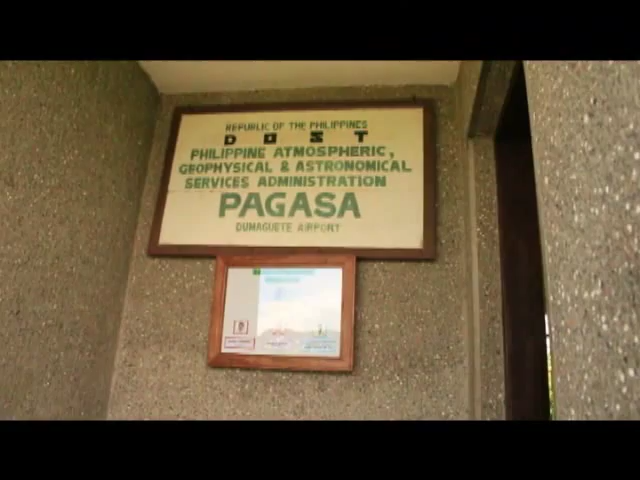 REPUBLIC OF THE PHILIPPINES
DOST
PHILIPPINE ATMOSPHERIC,
GEOPHYSICAL & ASTRONOMICAL
SERVICES ADMINISTRATION
PAGASA
DUMAGUETE AIRPORT